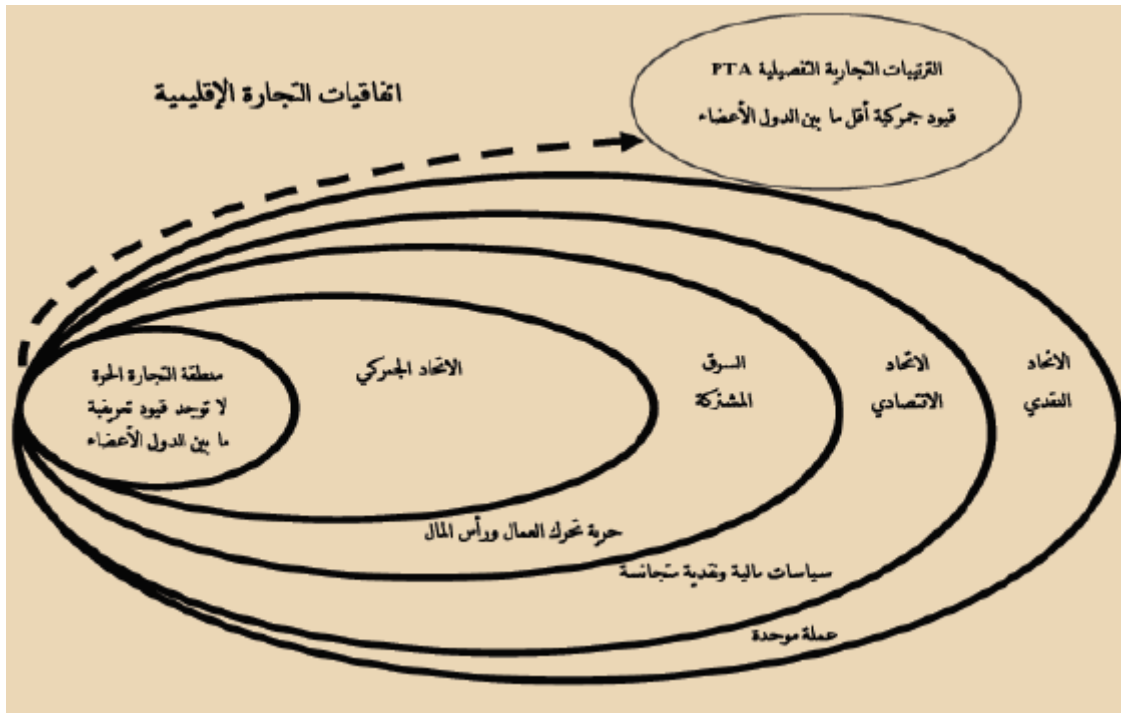 اتفاقيات التجارة الإقليمية
الترتيبات التجارية التفضيلية PTA
قيود جمركية أقل ما بين الدول الأعضاء
منطقة التجارة الحرة
لا توجد قيود تعريفية
ما بين الدول الأعضاء
الاتحاد الجمركي
السوق
المشتركة
الاتحاد
الاقتصادي
الاتحاد
النقدي
حرية تحرك العمال ورأس المال
سياسات مالية ونقدية متجانسة
عملة موحدة